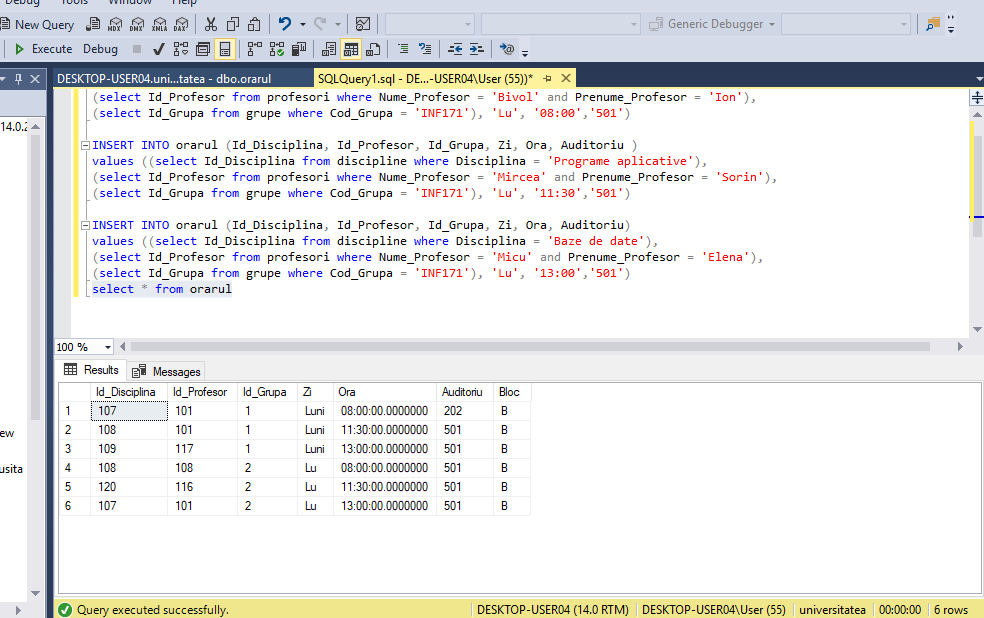 Debug Tools Window Help
New Query MDX DMX XMLA DAX Generic Debugger
Execute Debug
DESKTOP-USER04.uni...tatea - dbo.orarul SQLQuery1.sql - DE...-USER04\User (55))*
14.0.2
ew
usita
(select Id_Profesor from profesori where Nume_Profesor = 'Bivol' and Prenume_Profesor = 'Ion'),
(select Id_Grupa from grupe where Cod_Grupa = 'INF171'), 'Lu', '08:00','501')
INSERT INTO orarul (Id_Disciplina, Id_Profesor, Id_Grupa, Zi, Ora, Auditoriu )
values ((select Id_Disciplina from discipline where Disciplina = 'Programe aplicative'),
(select Id_Profesor from profesori where Nume_Profesor = 'Mircea' and Prenume_Profesor = 'Sorin'),
(select Id_Grupa from grupe where Cod_Grupa = 'INF171'), 'Lu', '11:30','501')
INSERT INTO orarul (Id_Disciplina, Id_Profesor, Id_Grupa, Zi, Ora, Auditoriu)
values ((select Id_Disciplina from discipline where Disciplina = 'Baze de date'),
(select Id_Profesor from profesori where Nume_Profesor = 'Micu' and Prenume_Profesor = 'Elena'),
(select Id_Grupa from grupe where Cod_Grupa = 'INF171'), 'Lu', '13:00','501')
select * from orarul
100 %
Results Messages
Id_Disciplina Id_Profesor Id_Grupa Zi Ora Auditoriu Bloc
1 107 101 1 Luni 08:00:00.0000000 202 B
2 108 101 1 Luni 11:30:00.0000000 501 B
3 109 117 1 Luni 13:00:00.0000000 501 B
4 108 108 2 Lu 08:00:00.0000000 501 B
5 120 116 2 Lu 11:30:00.0000000 501 B
6 107 101 2 Lu 13:00:00.0000000 501 B
Query executed successfully. DESKTOP-USER04 (14.0 RTM) DESKTOP-USER04\User (55) universitatea 00:00:00 6 rows